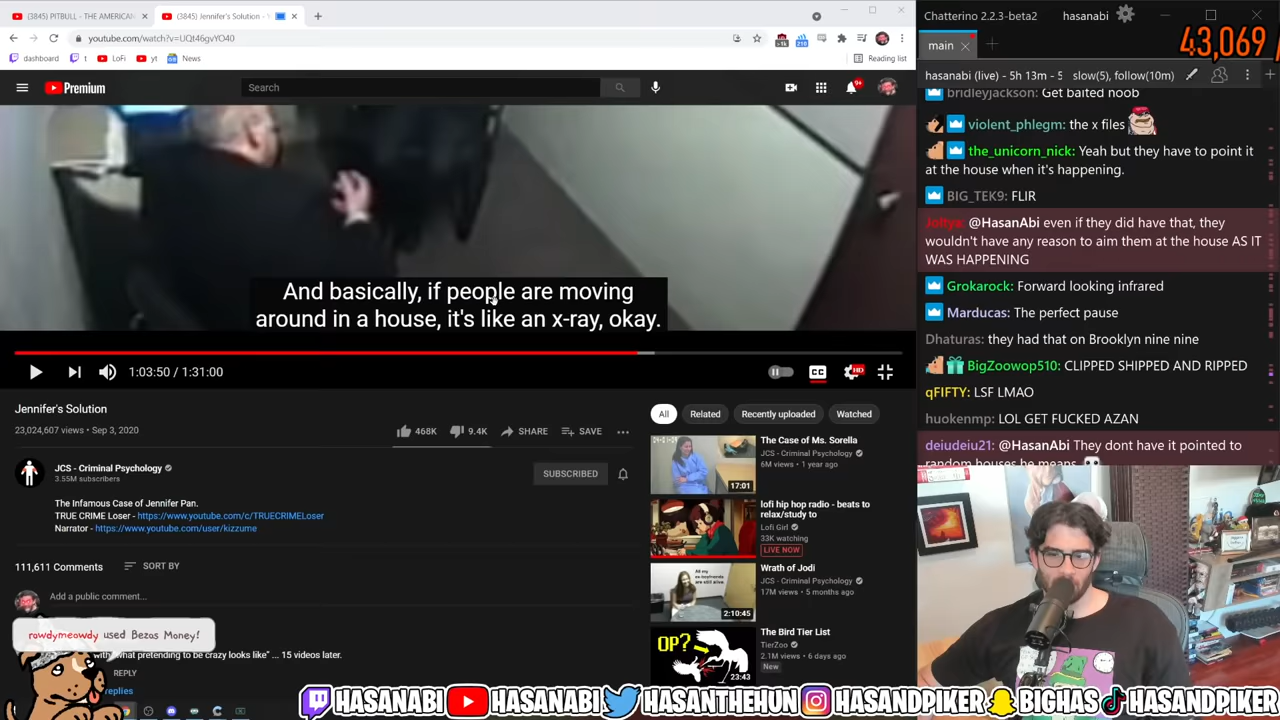 (3845) PITBULL - THE AMERICAN
(3845) Jennifer's Solution -
youtube.com/watch?v=UQt46gvYO40
dashboard
t
LoFi
yt
News
Reading list
Premium
Search
9+
And basically, if people are moving
around in a house, it's like an x-ray, okay.
1:03:50 / 1:31:00
CC
HD
Jennifer's Solution
23,024,607 views • Sep 3, 2020
468K
9.4K
SHARE
SAVE
JCS - Criminal Psychology
3.55M subscribers
SUBSCRIBED
The Infamous Case of Jennifer Pan.
TRUE CRIME Loser - https://www.youtube.com/c/TRUECRIMELoser
Narrator - https://www.youtube.com/user/kizzume
111,611 Comments
SORT BY
Add a public comment...
rawdymeowdy used Bezos Money!
what pretending to be crazy looks like" ... 15 videos later.
REPLY
replies
All
Related
Recently uploaded
Watched
The Case of Ms. Sorella
JCS - Criminal Psychology
6M views • 1 year ago
17:01
lofi hip hop radio - beats to
relax/study to
Lofi Girl
33K watching
LIVE NOW
Wrath of Jodi
JCS - Criminal Psychology
17M views • 5 months ago
2:10:45
The Bird Tier List
TierZoo
2.1M views • 6 days ago
New
OP?
23:43
Chatterino 2.2.3-beta2
hasanabi
43,069
main
hasanabi (live) - 5h 13m - 5
slow(5), follow(10m)
bridleyjackson: Get baited noob
violent_phlegm: the x files
the_unicorn_nick: Yeah but they have to point it
at the house when it's happening.
BIG_TEK9: FLIR
Joltya: @HasanAbi even if they did have that, they
wouldn't have any reason to aim them at the house AS IT
WAS HAPPENING
Grokarock: Forward looking infrared
Marducas: The perfect pause
Dhaturas: they had that on Brooklyn nine nine
BigZoowop510: CLIPPED SHIPPED AND RIPPED
qFIFTY: LSF LMAO
huokenmp: LOL GET FUCKED AZAN
deiudeiu21: @HasanAbi They dont have it pointed to
random houses he means
HASANABI
HASANABI
HASANTHEHUN
HASANDPIKER
BIGHAS
HASANDPIKER